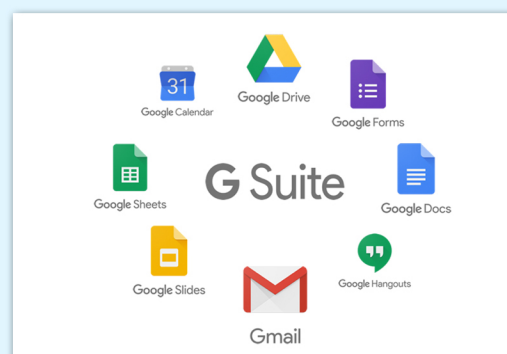 31
Google Calendar
Google Drive
Google Forms
Google Sheets
G Suite
Google Docs
Google Slides
Google Hangouts
Gmail